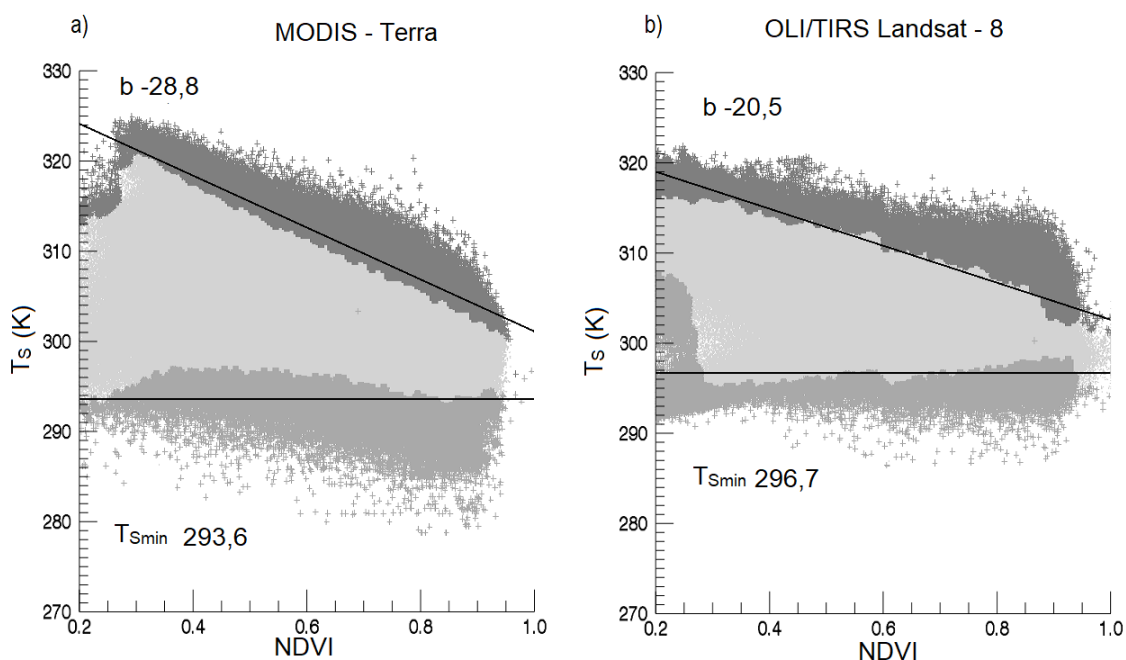 a)
MODIS - Terra
b -28,8
330
320
310
300
290
280
270
Ts (K)
TSmin 293,6
0.2 0.4 0.6 0.8 1.0
NDVI
b)
OLI/TIRS Landsat - 8
b -20,5
330
320
310
300
290
280
270
Ts (K)
TSmin 296,7
0.2 0.4 0.6 0.8 1.0
NDVI